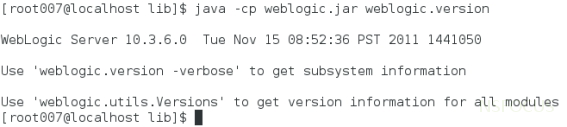 [root007@localhost lib]$ java -cp weblogic.jar weblogic.version
WebLogic Server 10.3.6.0  Tue Nov 15 08:52:36 PST 2011 1441050
Use 'weblogic.version -verbose' to get subsystem information
Use 'weblogic.utils.Versions' to get version information for all modules
[root007@localhost lib]$